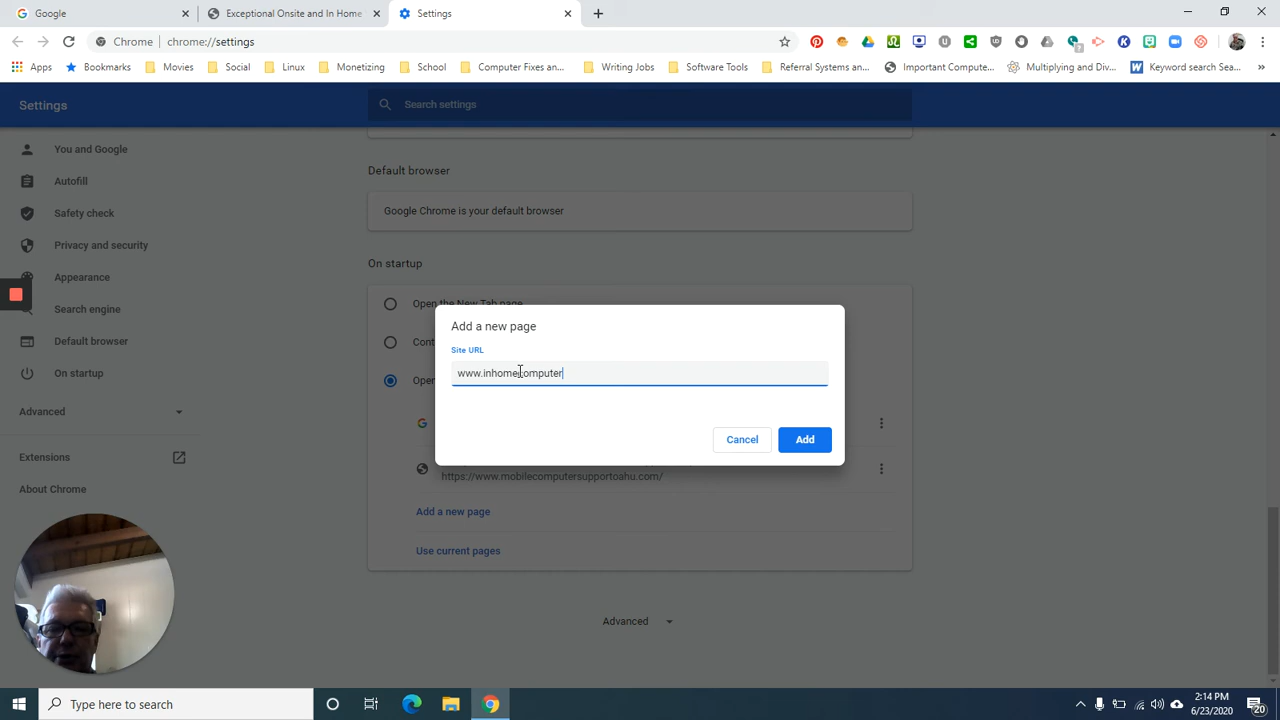 Google
Exceptional Onsite and In Home
Settings
Chrome
chrome://settings
Apps
Bookmarks
Movies
Social
Linux
Monetizing
School
Computer Fixes an...
Writing Jobs
Software Tools
Referral Systems an...
Important Compute...
Multiplying and Div...
Keyword search Sea...
»
Settings
Search settings
You and Google
Autofill
Safety check
Privacy and security
Appearance
Search engine
Default browser
On startup
Advanced
Extensions
About Chrome
Default browser
Google Chrome is your default browser
On startup
Open the New Tab page
Cont
Open
Add a new page
Site URL
www.inhomecomputer
Cancel
Add
https://www.mobilecomputersupportoahu.com/
Add a new page
Use current pages
Advanced
Type here to search
2:14 PM
6/23/2020
20